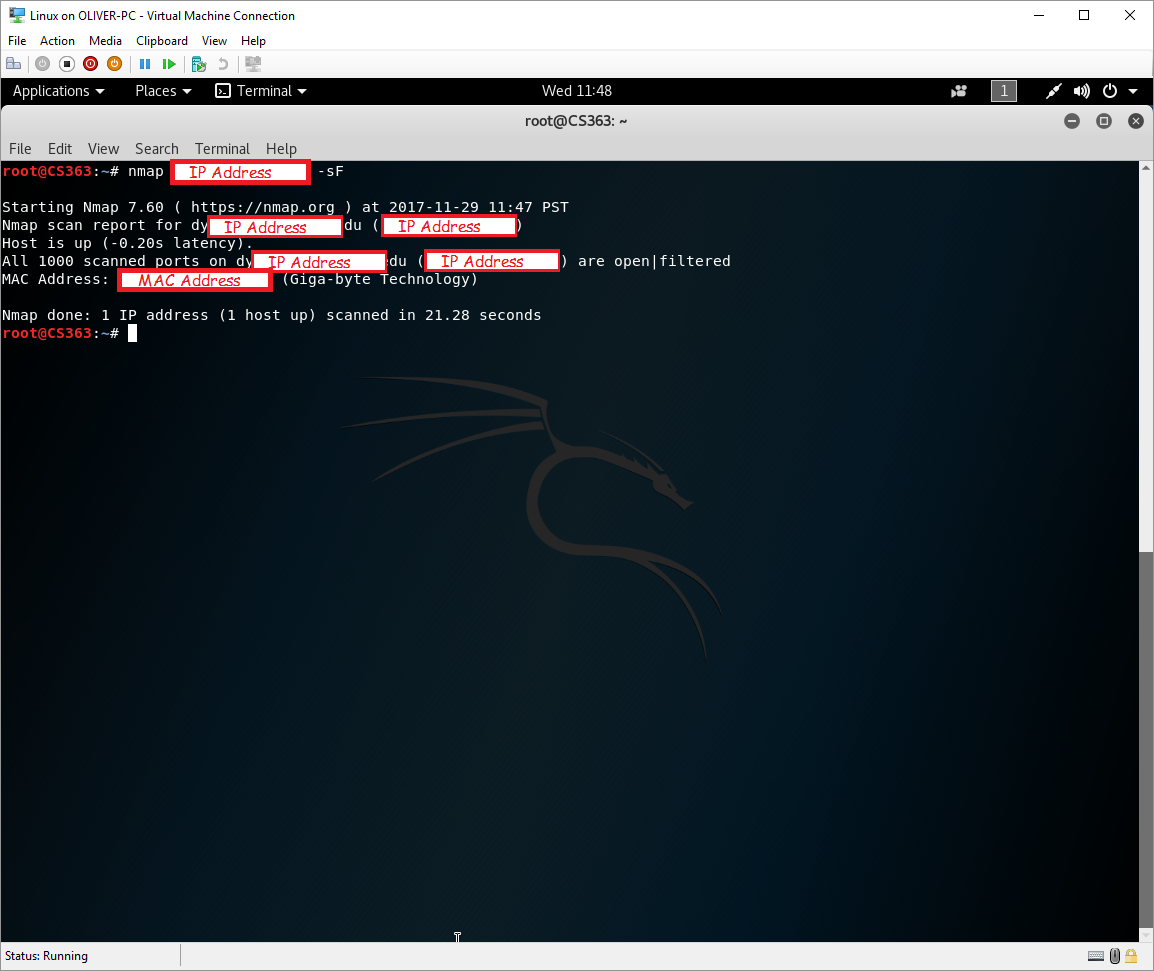 Linux on OLIVER-PC - Virtual Machine Connection
File Action Media Clipboard View Help
Applications Places Terminal Wed 11:48 1
root@CS363: ~
File Edit View Search Terminal Help
root@CS363:~# nmap IP Address -sF
Starting Nmap 7.60 ( https://nmap.org ) at 2017-11-29 11:47 PST
Nmap scan report for dy IP Address du ( IP Address )
Host is up (-0.20s latency).
All 1000 scanned ports on dy IP Address edu ( IP Address ) are open|filtered
MAC Address: MAC Address (Giga-byte Technology)
Nmap done: 1 IP address (1 host up) scanned in 21.28 seconds
root@CS363:~#
Status: Running